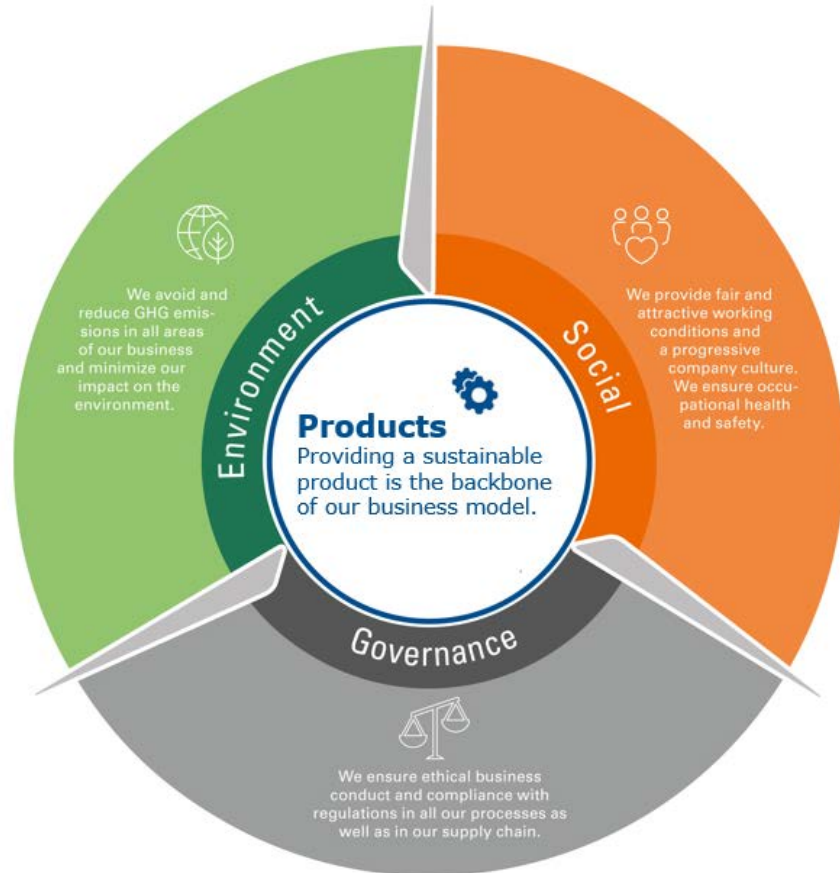 We avoid and
reduce GHG emis-
sions in all areas
of our business
and minimize our
impact on the
environment.
Environment
Social
We provide fair and
attractive working
conditions and
a progressive
company culture.
We ensure occu-
pational health
and safety.
Products
Providing a sustainable
product is the backbone
of our business model.
Governance
We ensure ethical business
conduct and compliance with
regulations in all our processes as
well as in our supply chain.